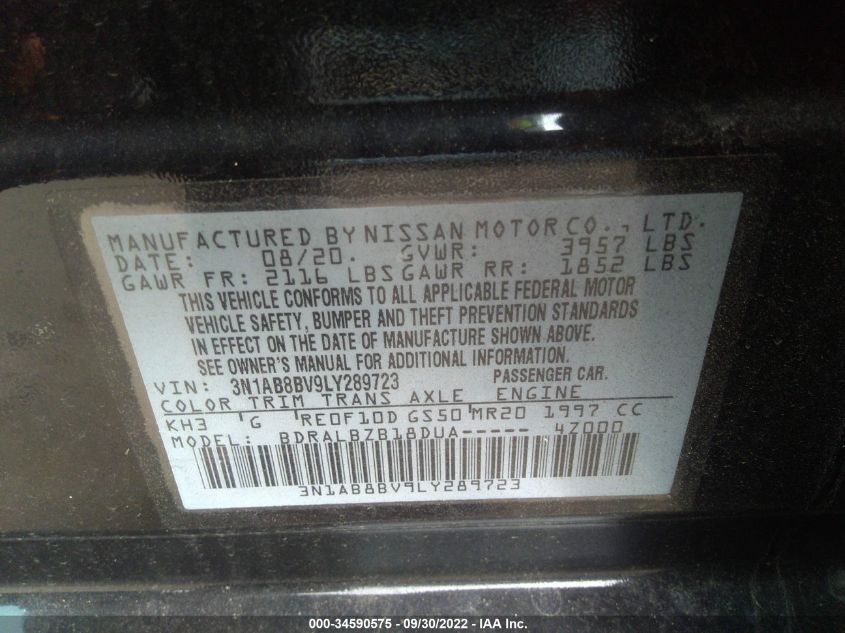 MANUFACTURED BY NISSAN MOTOR CO., LTD.
DATE: 08/20. GVWR: 3957 LBS
GAWR FR: 2116 LBS GAWR RR: 1852 LBS
THIS VEHICLE CONFORMS TO ALL APPLICABLE FEDERAL MOTOR
VEHICLE SAFETY, BUMPER AND THEFT PREVENTION STANDARDS
IN EFFECT ON THE DATE OF MANUFACTURE SHOWN ABOVE.
SEE OWNER'S MANUAL FOR ADDITIONAL INFORMATION.
VIN: 3N1AB8BV9LY289723 PASSENGER CAR.
COLOR TRIM TRANS AXLE ENGINE
KH3 G RE0F10D GS50 MR20 1997 CC
MODEL: BDRALBZB18DUA----- 4Z000
3N1AB8BV9LY289723
000-34590575 - 09/30/2022 - IAA Inc.